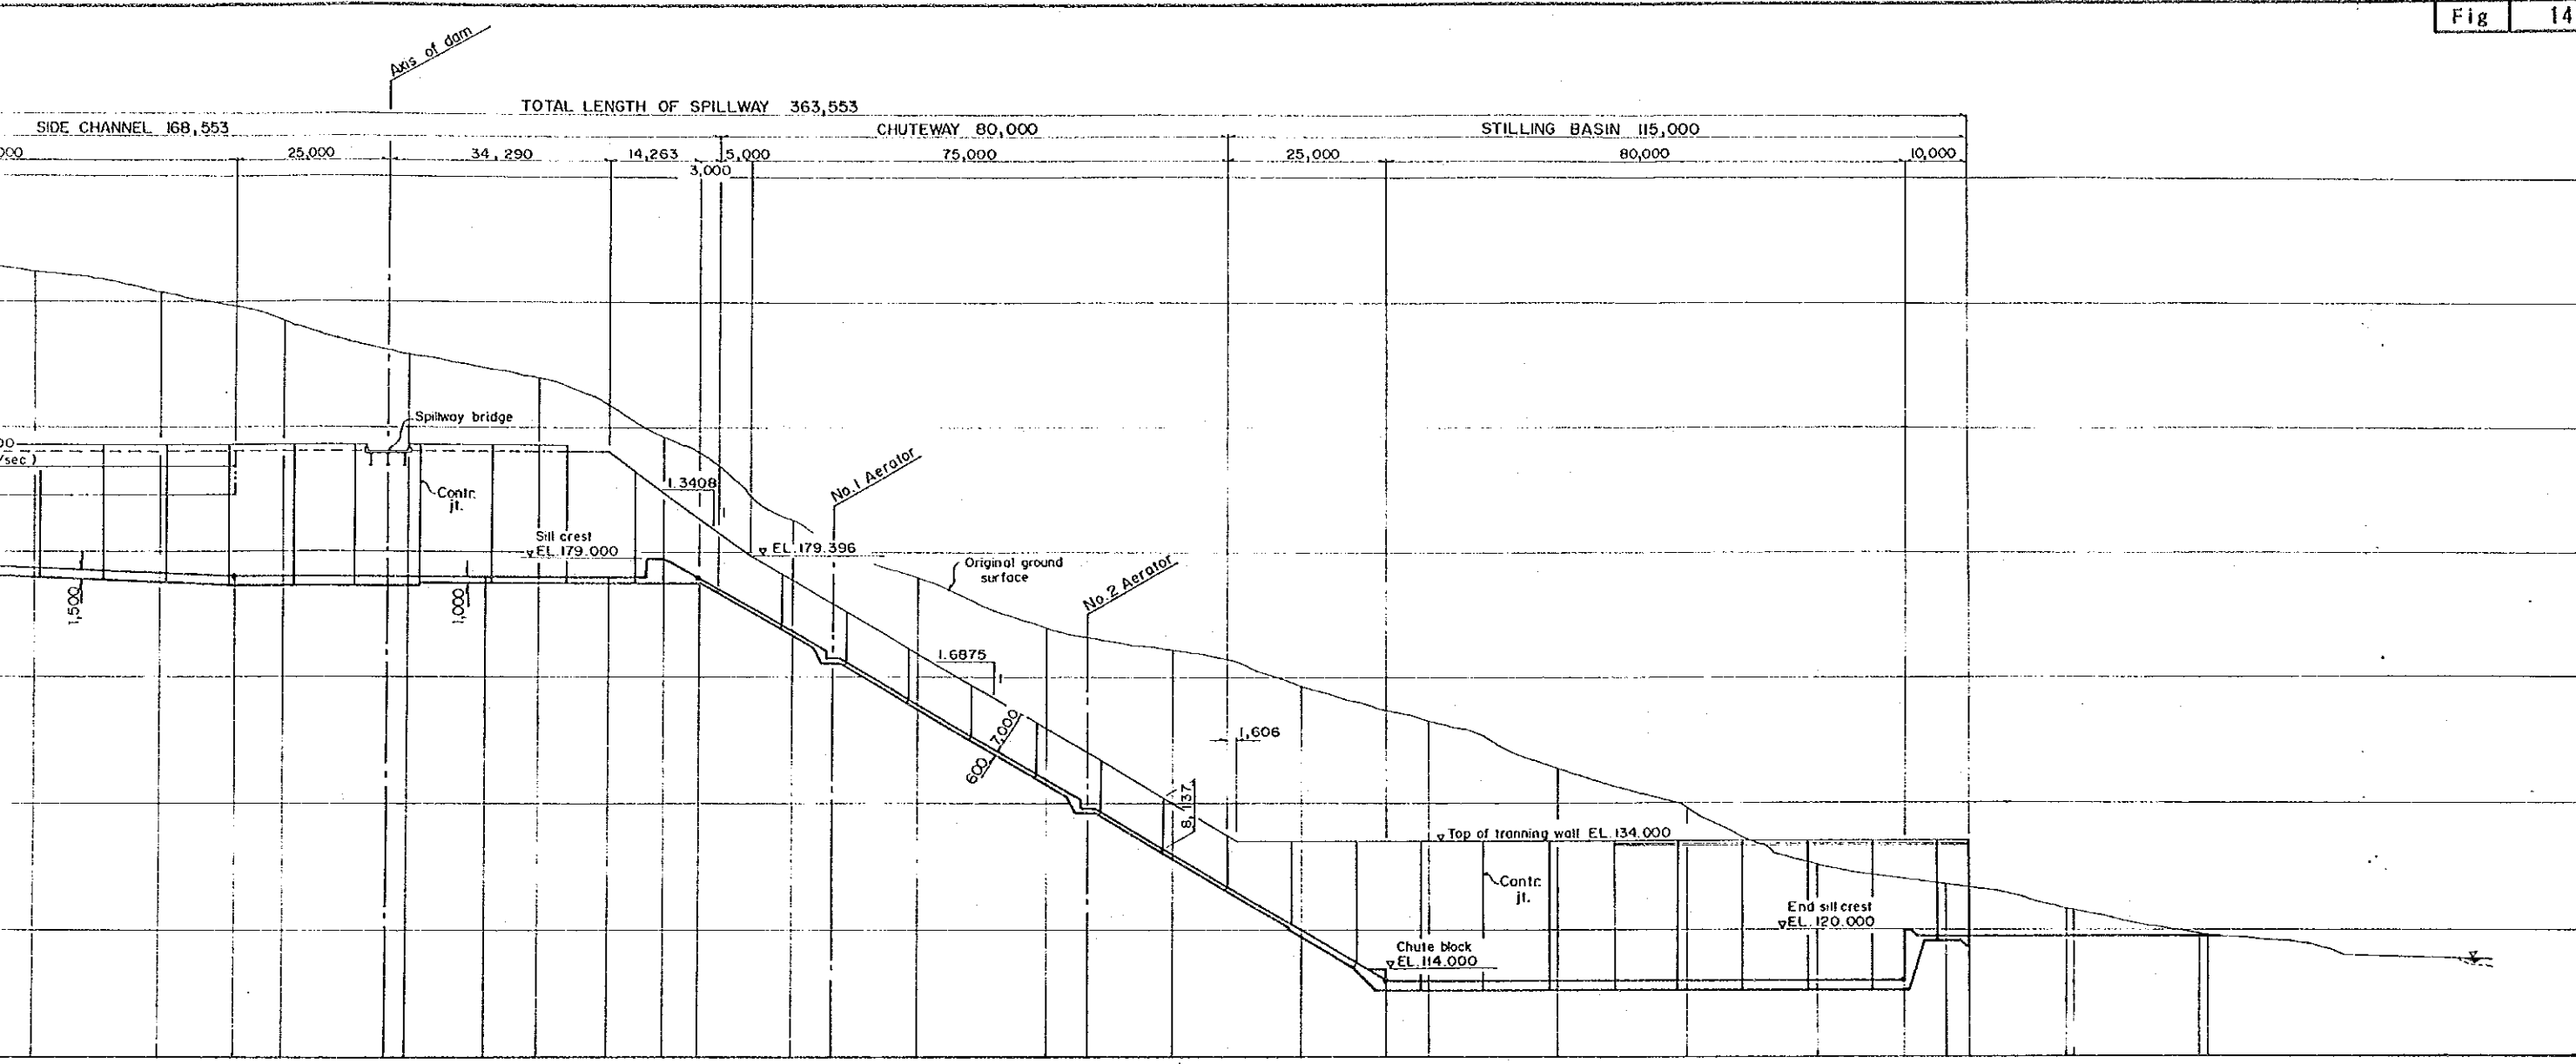 Fig 14
Axis of dam
TOTAL LENGTH OF SPILLWAY 363,553
SIDE CHANNEL 168,553
CHUTEWAY 80,000
STILLING BASIN 115,000
000
25,000
34,290
14,263
5,000
75,000
25,000
80,000
10,000
3,000
Spillway bridge
00
/sec)
Contr.
jt.
1.3408
1
No.1 Aerator
Sill crest
EL.179.000
EL.179.396
Original ground
surface
No.2 Aerator
1,500
1,000
1.6875
1
7,000
600
1,606
8,137
Top of tranning wall EL.134.000
Contr.
jt.
End sill crest
EL.120.000
Chute block
EL.114.000